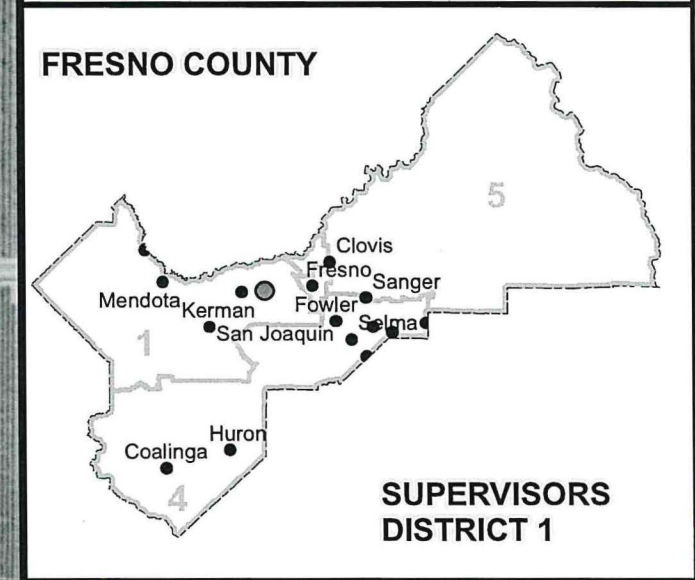 FRESNO COUNTY
5
Clovis
Fresno
Sanger
Mendota
Kerman
Fowler
San Joaquin
Selma
1
Huron
Coalinga
4
SUPERVISORS
DISTRICT 1